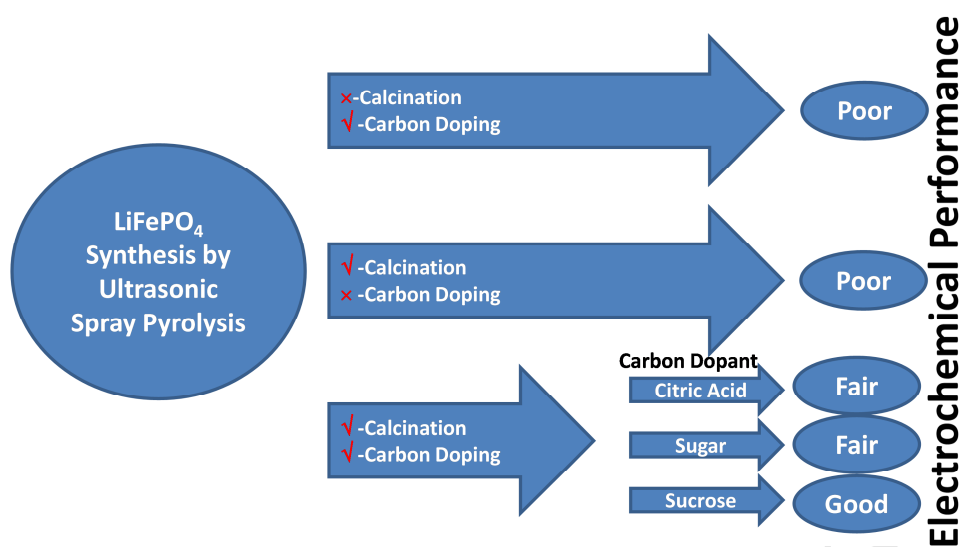 LiFePO₄
Synthesis by
Ultrasonic
Spray Pyrolysis
×-Calcination
√ -Carbon Doping
Poor
√ -Calcination
× -Carbon Doping
Poor
√ -Calcination
√ -Carbon Doping
Carbon Dopant
Citric Acid
Fair
Sugar
Fair
Sucrose
Good
Electrochemical Performance